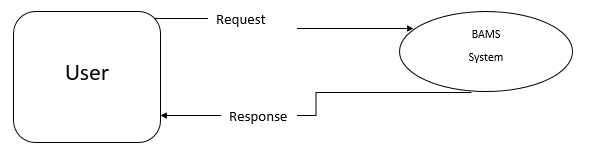 Request
BAMS
System
User
Response